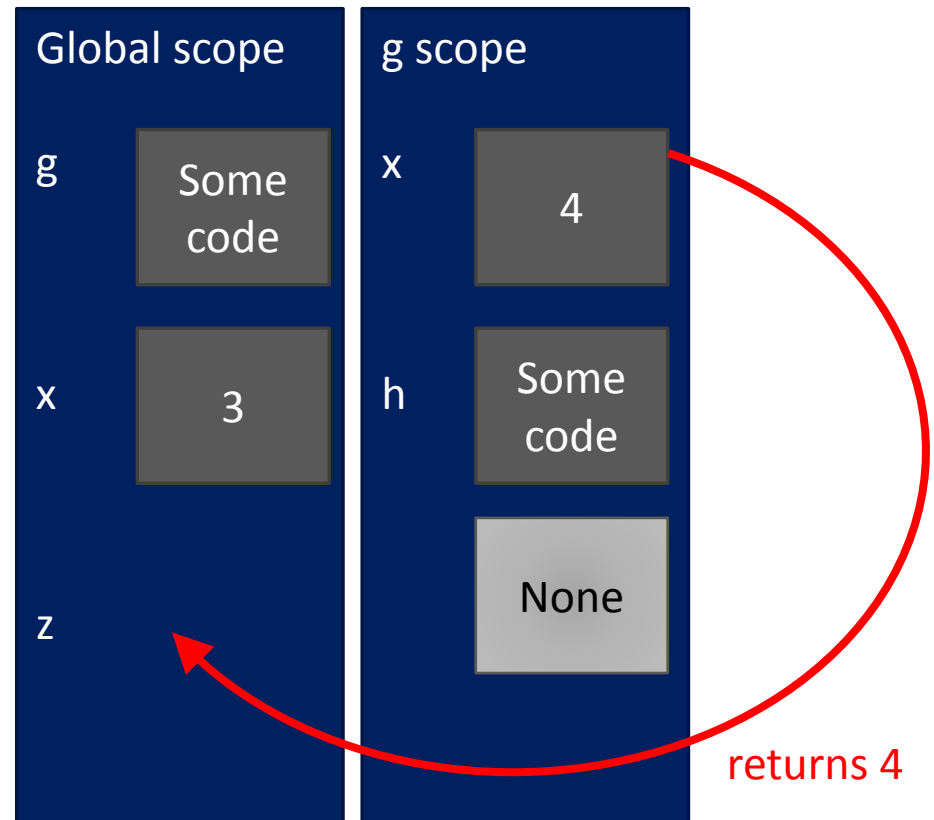 Global scope
g
Some
code
x
3
z
g scope
x
4
h
Some
code
None
returns 4